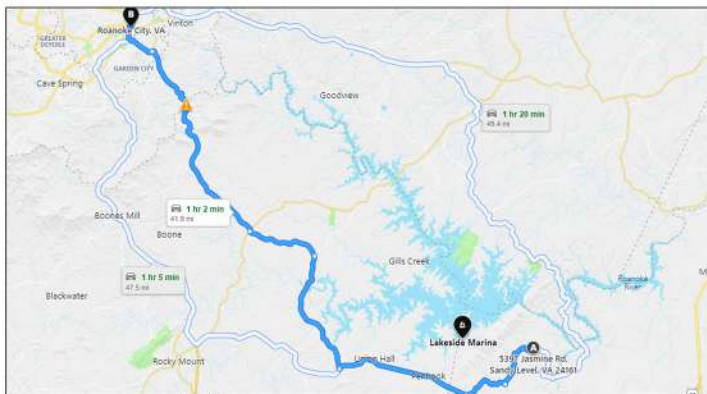 B
Roanoke City, VA
Vinton
GREATER
DEYERLE
GARDEN CITY
Cave Spring
Goodview
1 hr 20 min
49.4 mi
1 hr 2 min
41.9 mi
Boones Mill
Boone
Gills Creek
1 hr 5 min
47.5 mi
Blackwater
Roanoke
River
M
Lakeside Marina
A
Union Hall
5391 Jasmine Rd,
Sandy Level, VA 24161
Rocky Mount
Penhook